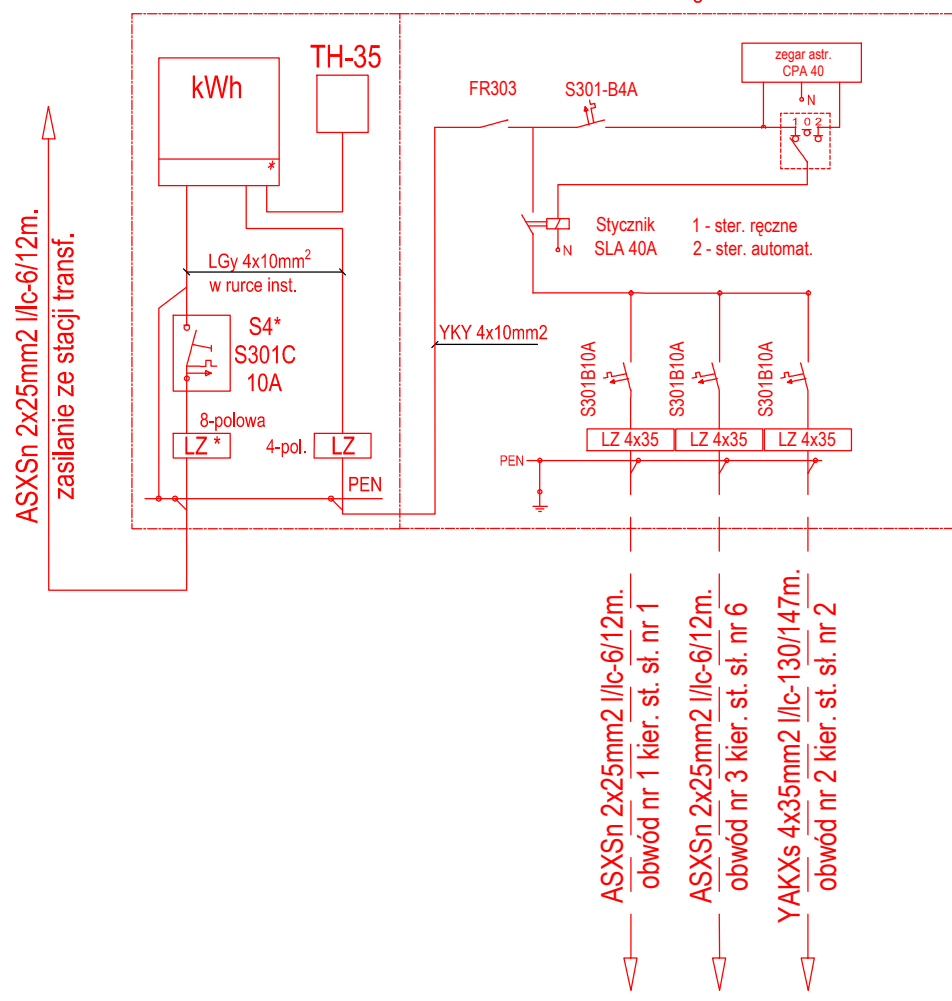 kWh
*
TH-35
FR303
S301-B4A
zegar astr.
CPA 40
N
1 0 2
Stycznik
SLA 40A
N
1 - ster. ręczne
2 - ster. automat.
LGy 4x10mm²
w rurce inst.
S4*
S301C
10A
8-polowa
LZ *
4-pol.
LZ
PEN
YKY 4x10mm2
S301B10A
S301B10A
S301B10A
LZ 4x35
LZ 4x35
LZ 4x35
PEN
ASXSn 2x25mm2 l/lc-6/12m.
zasilanie ze stacji transf.
ASXSn 2x25mm2 l/lc-6/12m.
obwód nr 1 kier. st. sł. nr 1
ASXSn 2x25mm2 l/lc-6/12m.
obwód nr 3 kier. st. sł. nr 6
YAKXs 4x35mm2 l/lc-130/147m.
obwód nr 2 kier. st. sł. nr 2